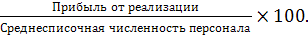 Прибыль от реализации
Среднесписочная численность персонала
× 100.